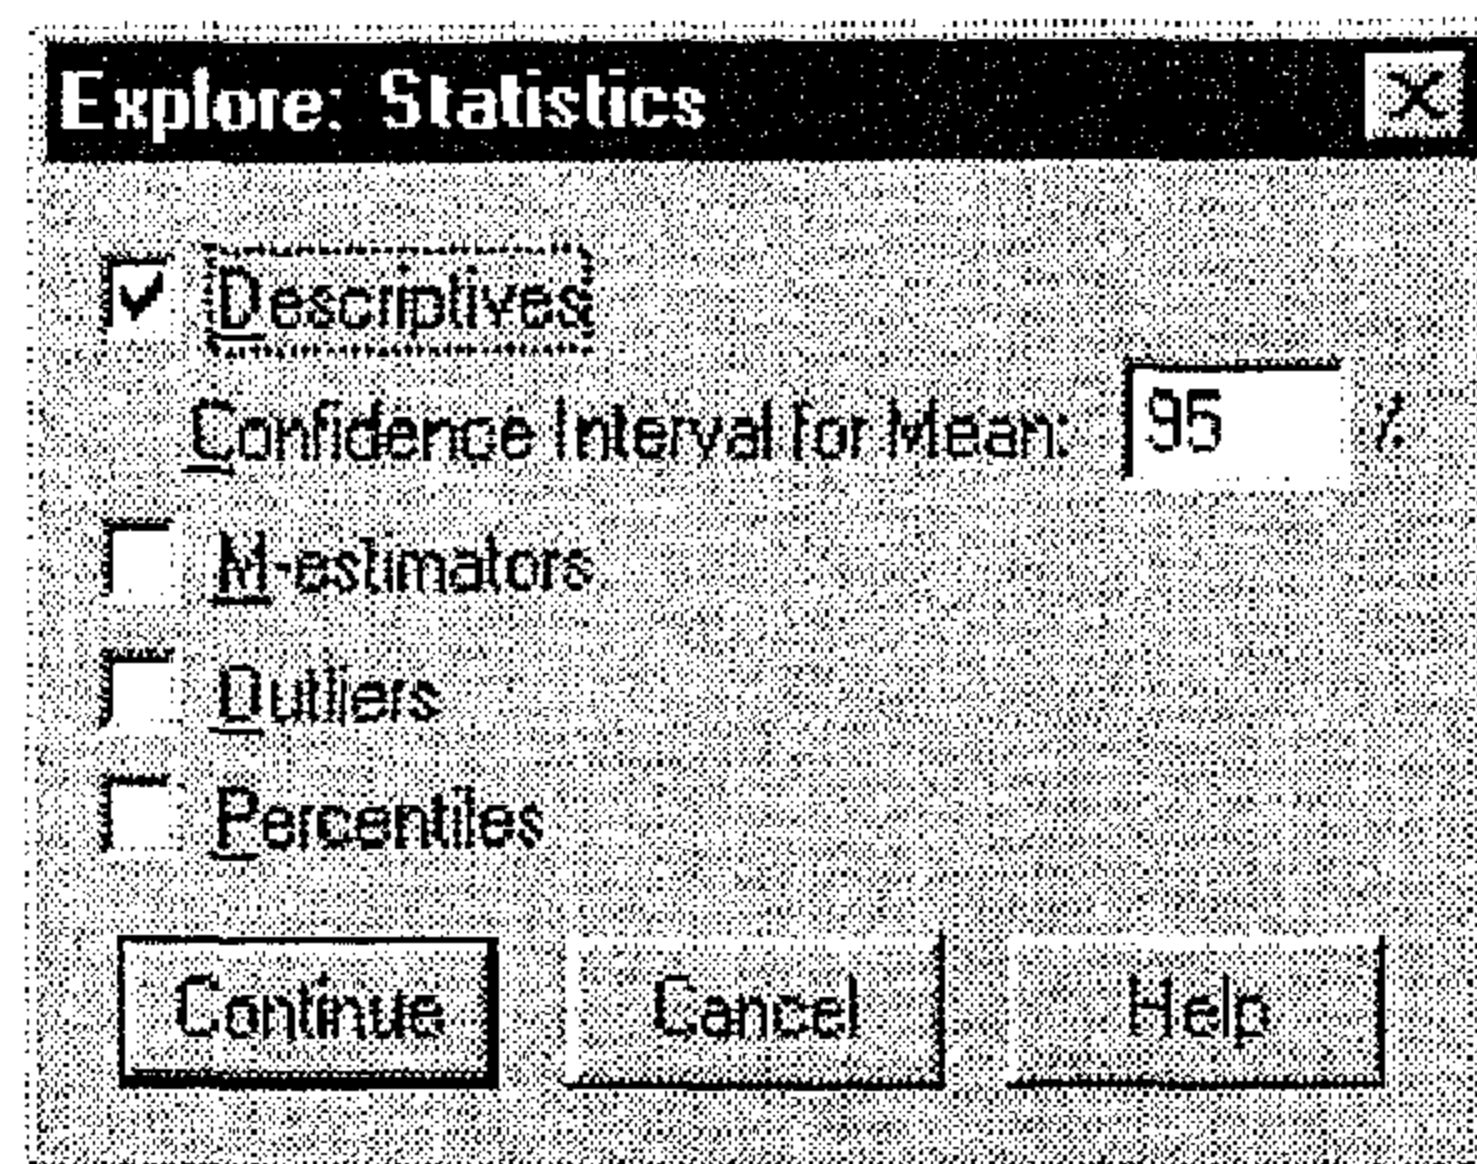 Explore: Statistics
Descriptives
Confidence Interval for Mean: 95 %
M-estimators
Outliers
Percentiles
Continue Cancel Help